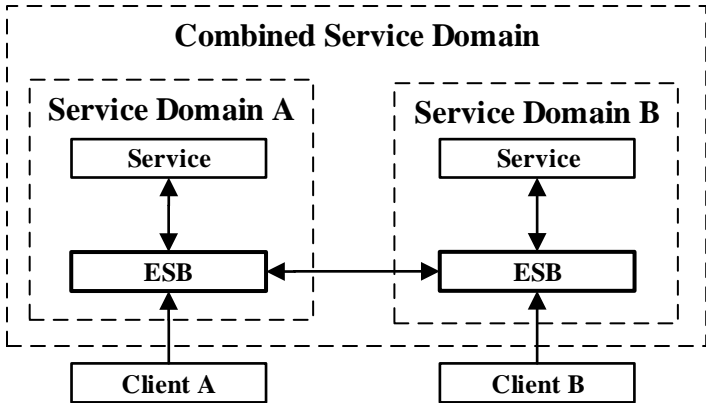 Combined Service Domain
Service Domain A
Service Domain B
Service
Service
ESB
ESB
Client A
Client B